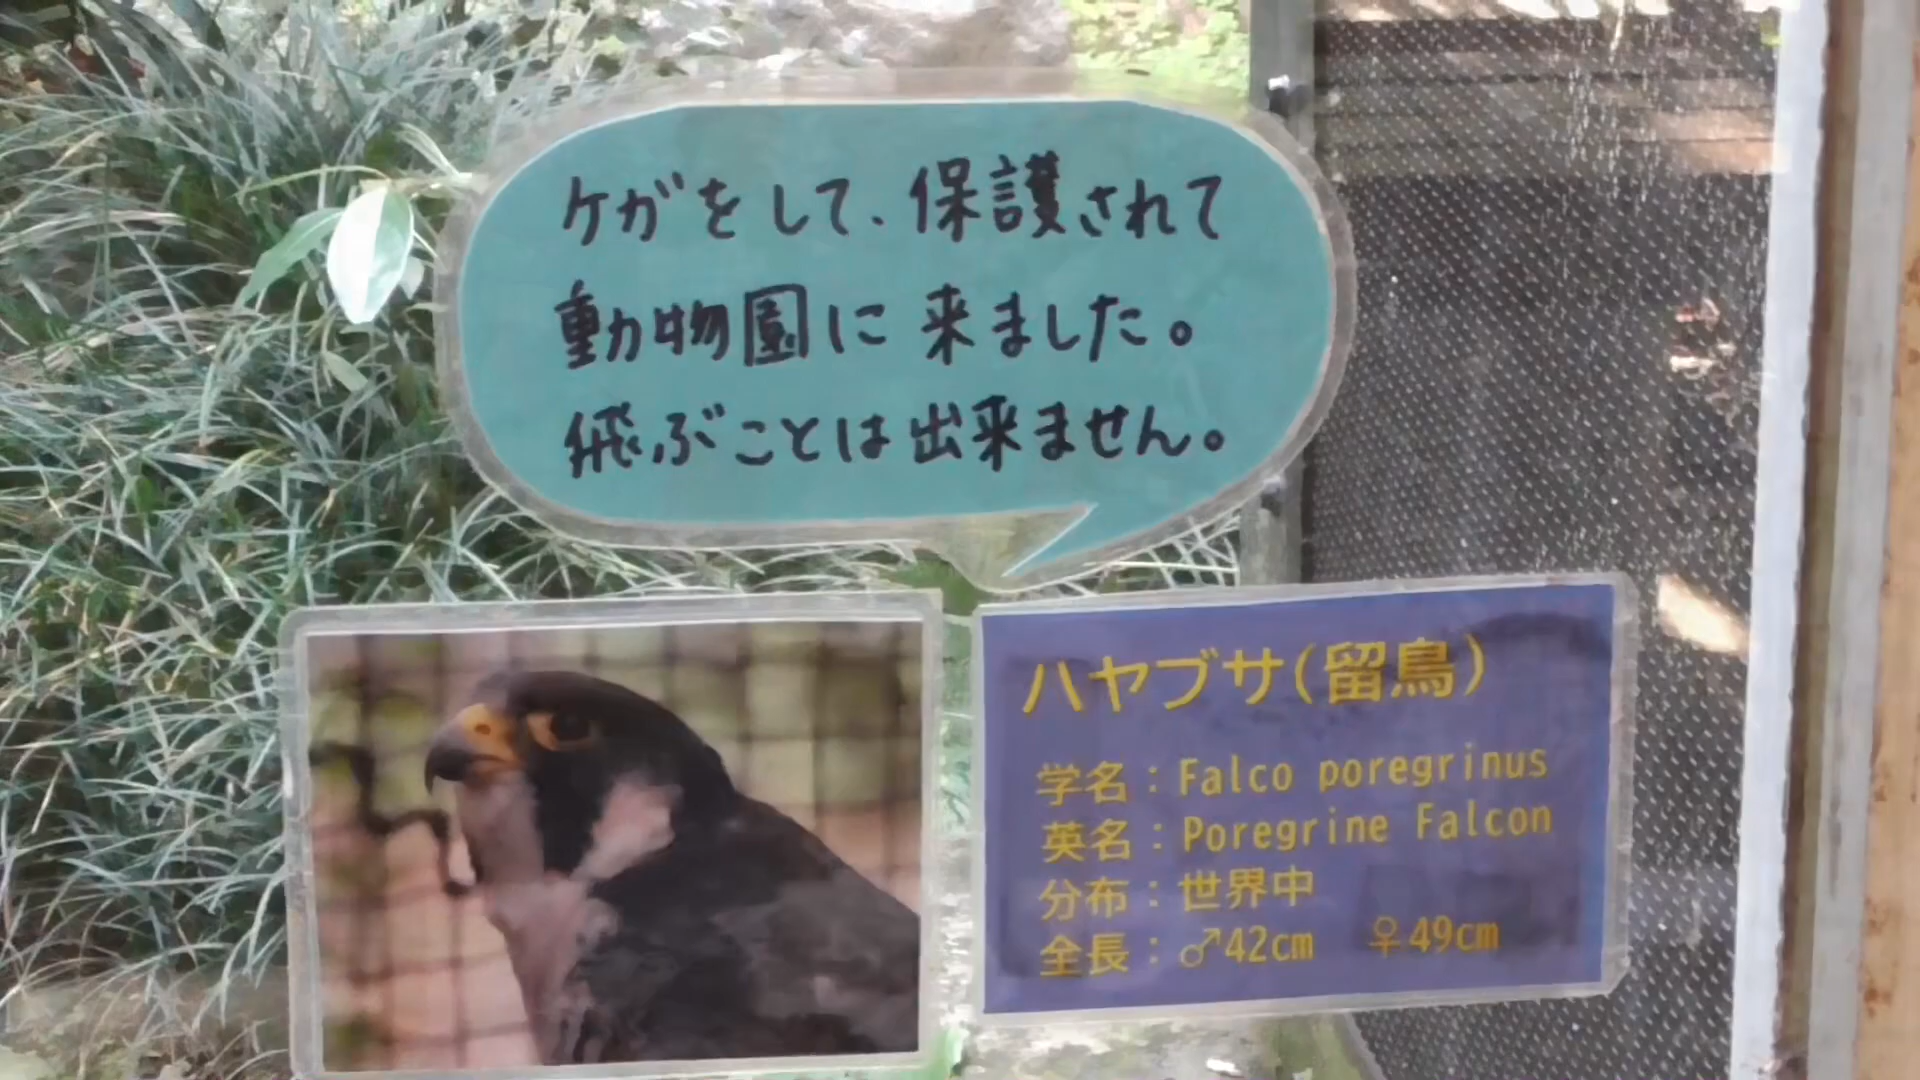 ケガをして、保護されて
動物園に来ました。
飛ぶことは出来ません。
ハヤブサ(留鳥)
学名：Falco poregrinus
英名：Poregrine Falcon
分布：世界中
全長：♂42cm ♀49cm